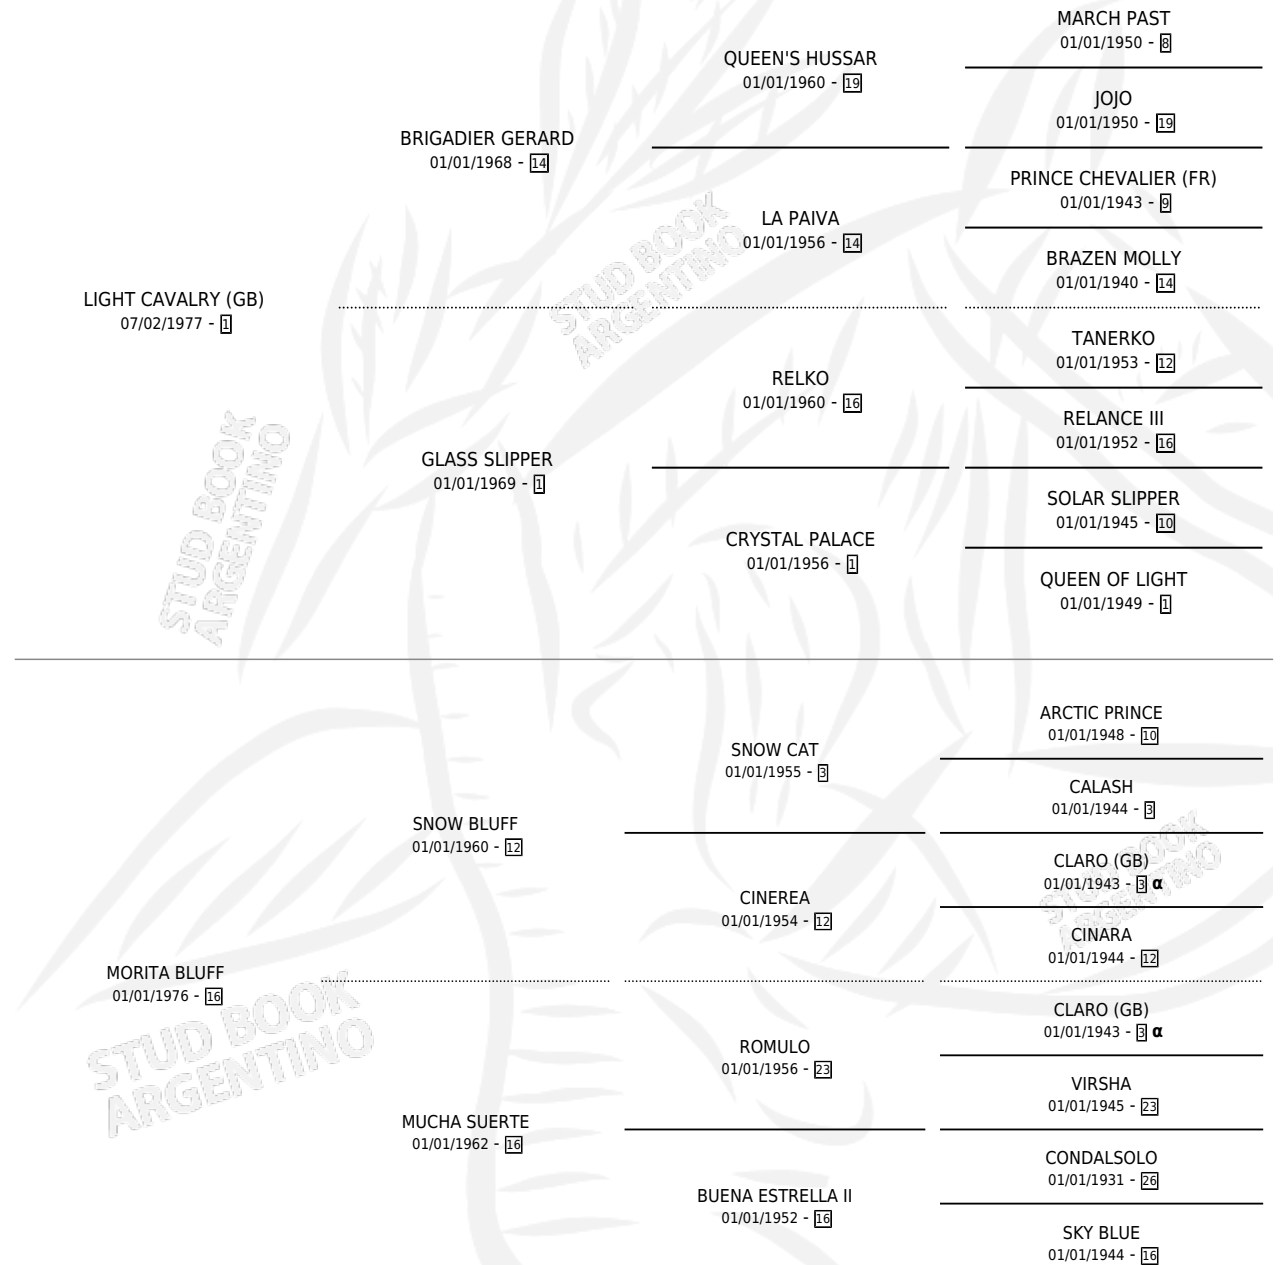 MARCH PAST
01/01/1950 - 8
QUEEN'S HUSSAR
01/01/1960 - 19
JOJO
01/01/1950 - 19
BRIGADIER GERARD
01/01/1968 - 14
PRINCE CHEVALIER (FR)
01/01/1943 - 9
LA PAIVA
01/01/1956 - 14
BRAZEN MOLLY
01/01/1940 - 14
STUD BOOK
ARGENTINO
LIGHT CAVALRY (GB)
07/02/1977 - 1
TANERKO
01/01/1953 - 12
RELKO
01/01/1960 - 16
RELANCE III
01/01/1952 - 16
GLASS SLIPPER
01/01/1969 - 1
SOLAR SLIPPER
01/01/1945 - 10
CRYSTAL PALACE
01/01/1956 - 1
QUEEN OF LIGHT
01/01/1949 - 1
STUD BOOK
ARGENTINO
ARCTIC PRINCE
01/01/1948 - 10
SNOW CAT
01/01/1955 - 3
CALASH
01/01/1944 - 3
SNOW BLUFF
01/01/1960 - 12
CLARO (GB)
01/01/1943 - 3 α
CINEREA
01/01/1954 - 12
CINARA
01/01/1944 - 12
STUD BOOK
ARGENTINO
MORITA BLUFF
01/01/1976 - 16
CLARO (GB)
01/01/1943 - 3 α
ROMULO
01/01/1956 - 23
VIRSHA
01/01/1945 - 23
STUD BOOK
ARGENTINO
MUCHA SUERTE
01/01/1962 - 16
CONDALSOLO
01/01/1931 - 26
BUENA ESTRELLA II
01/01/1952 - 16
SKY BLUE
01/01/1944 - 16